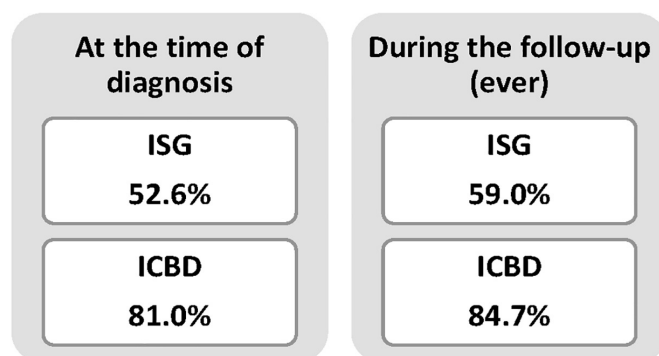 At the time of
diagnosis
ISG
52.6%
ICBD
81.0%
During the follow-up
(ever)
ISG
59.0%
ICBD
84.7%